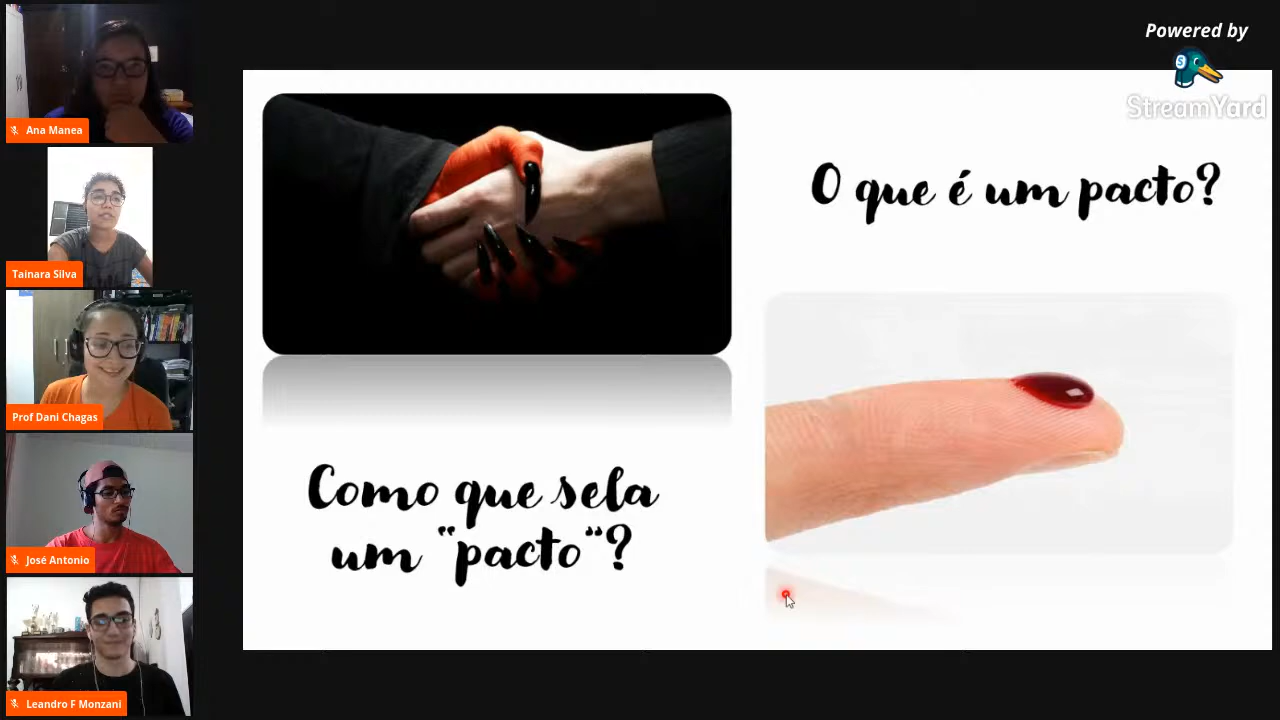 Powered by
StreamYard
Ana Manea
Tainara Silva
Prof Dani Chagas
José Antonio
Leandro F Monzani
O que é um pacto?
Como que sela
um "pacto"?